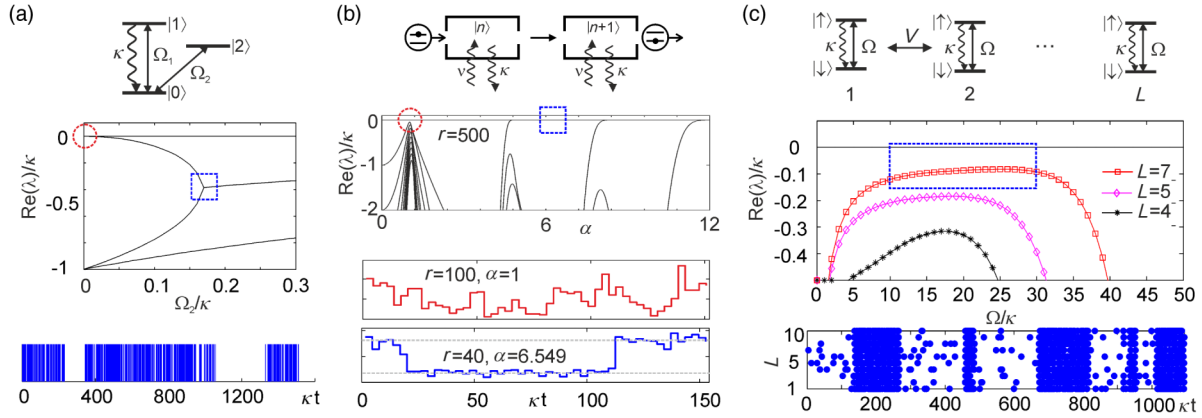 (a)
|1⟩
|2⟩
κ
Ω₁
Ω₂
|0⟩
Re(λ)/κ
0
-0.5
-1
0
0.1
0.2
0.3
Ω₂/κ
0
400
800
1200
κt
(b)
|n⟩
|n+1⟩
ν
κ
ν
κ
r=500
Re(λ)/κ
0
-1
-2
0
6
12
α
r=100, α=1
r=40, α=6.549
0
50
100
150
κt
(c)
|↑⟩
κ
Ω
|↓⟩
1
V
|↑⟩
κ
Ω
|↓⟩
2
...
|↑⟩
κ
Ω
|↓⟩
L
Re(λ)/κ
0
-0.1
-0.2
-0.3
-0.4
L=7
L=5
L=4
0
5
10
15
20
25
30
35
40
45
50
Ω/κ
L
10
5
1
0
200
400
600
800
1000
κt